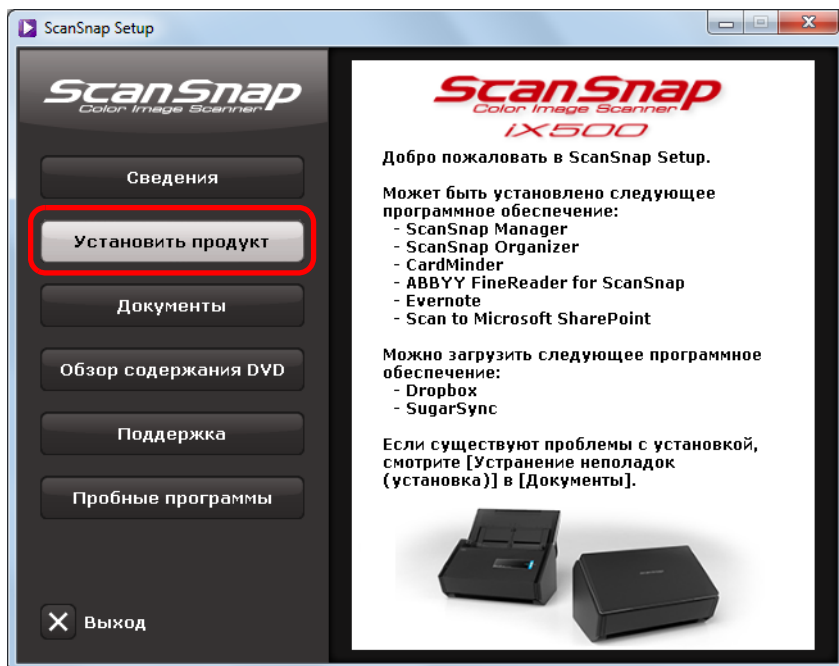 ScanSnap Setup
ScanSnap
Color Image Scanner
Сведения
Установить продукт
Документы
Обзор содержания DVD
Поддержка
Пробные программы
Выход
ScanSnap
Color Image Scanner
iX500
Добро пожаловать в ScanSnap Setup.
Может быть установлено следующее
программное обеспечение:
- ScanSnap Manager
- ScanSnap Organizer
- CardMinder
- ABBYY FineReader for ScanSnap
- Evernote
- Scan to Microsoft SharePoint
Можно загрузить следующее программное
обеспечение:
- Dropbox
- SugarSync
Если существуют проблемы с установкой,
смотрите [Устранение неполадок
(установка)] в [Документы].